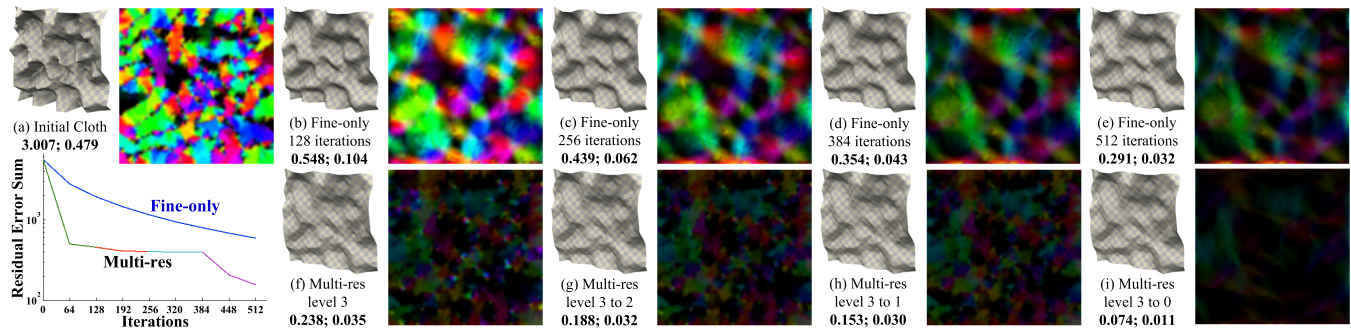 (a) Initial Cloth
3.007; 0.479
(b) Fine-only
128 iterations
0.548; 0.104
(c) Fine-only
256 iterations
0.439; 0.062
(d) Fine-only
384 iterations
0.354; 0.043
(e) Fine-only
512 iterations
0.291; 0.032
Residual Error Sum
10^3
10^2
Fine-only
Multi-res
0 64 128 192 256 320 384 448 512
Iterations
(f) Multi-res
level 3
0.238; 0.035
(g) Multi-res
level 3 to 2
0.188; 0.032
(h) Multi-res
level 3 to 1
0.153; 0.030
(i) Multi-res
level 3 to 0
0.074; 0.011